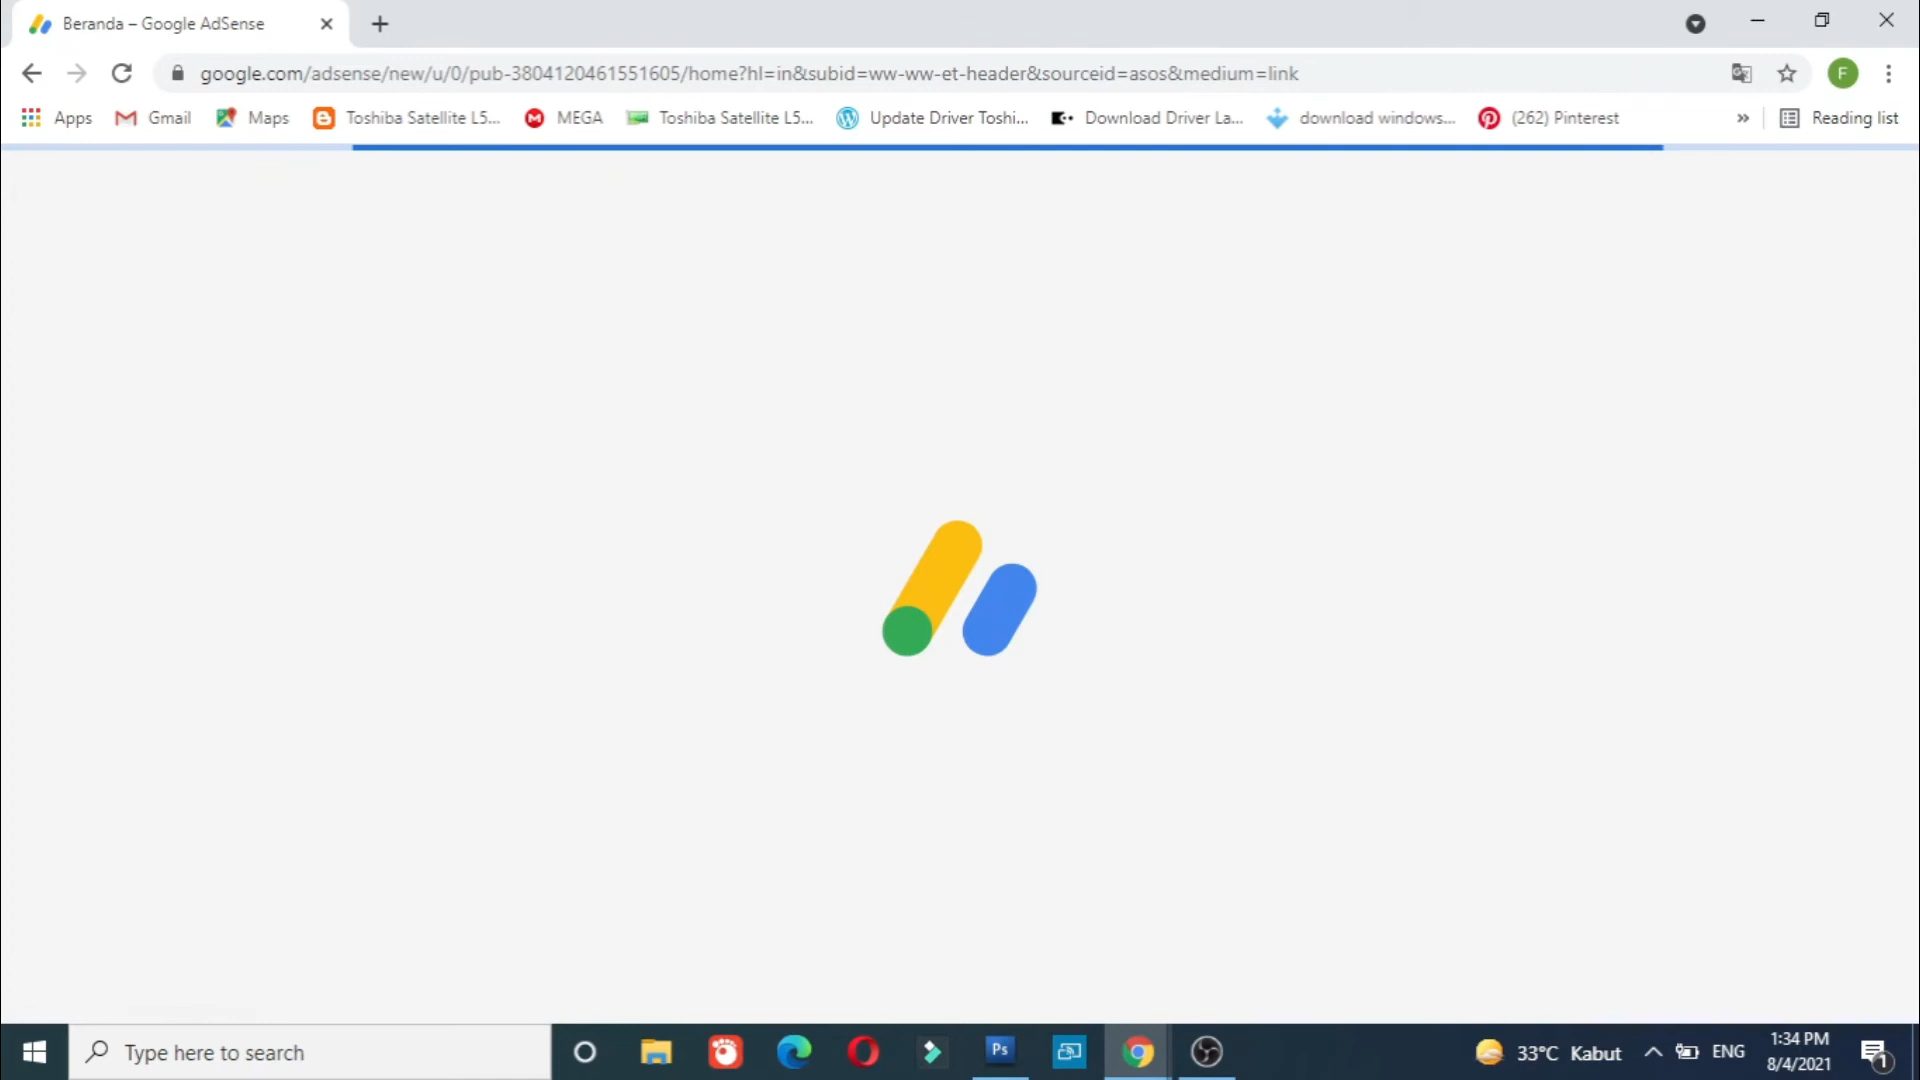 Beranda – Google AdSense
google.com/adsense/new/u/0/pub-3804120461551605/home?hl=in&subid=ww-ww-et-header&sourceid=asos&medium=link
F
Apps Gmail Maps Toshiba Satellite L5... MEGA Toshiba Satellite L5... Update Driver Toshi... Download Driver La... download windows... (262) Pinterest » Reading list
Type here to search
Ps
33°C Kabut
ENG
1:34 PM
8/4/2021
1